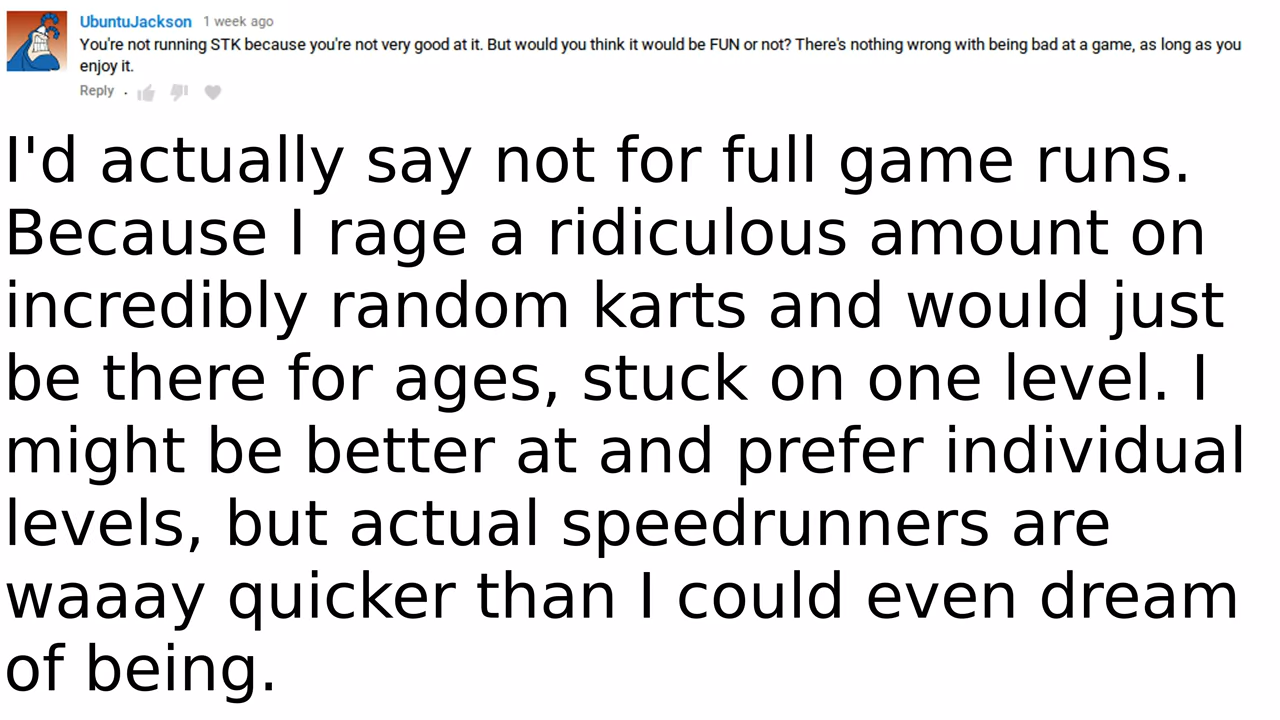 UbuntuJackson 1 week ago
You're not running STK because you're not very good at it. But would you think it would be FUN or not? There's nothing wrong with being bad at a game, as long as you
enjoy it.
Reply .
I'd actually say not for full game runs.
Because I rage a ridiculous amount on
incredibly random karts and would just
be there for ages, stuck on one level. I
might be better at and prefer individual
levels, but actual speedrunners are
waaay quicker than I could even dream
of being.